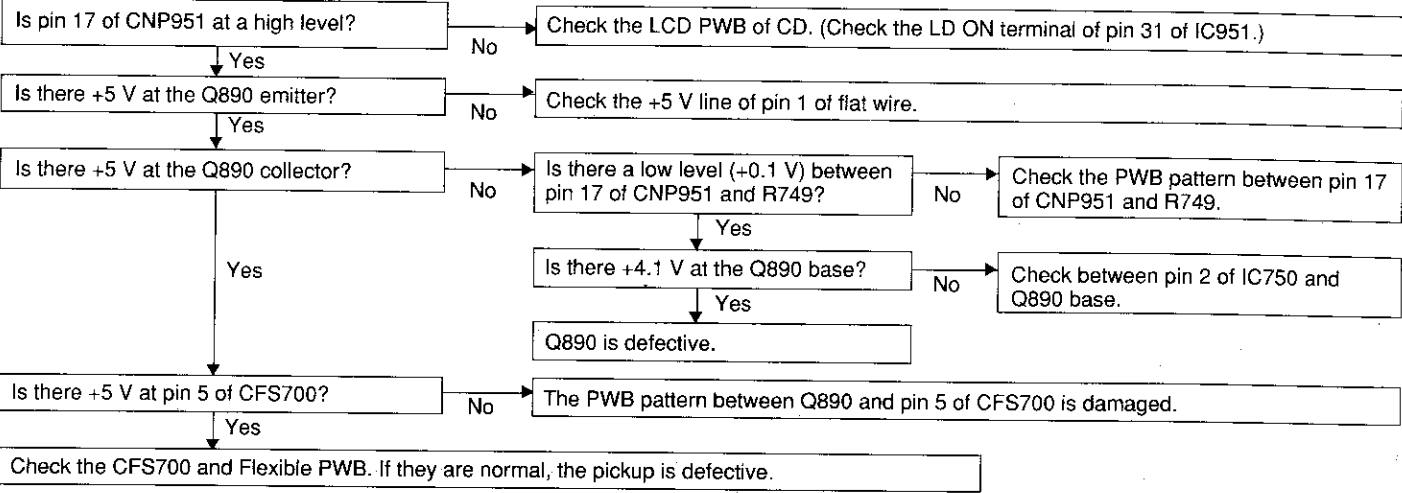 Is pin 17 of CNP951 at a high level?
No
Check the LCD PWB of CD. (Check the LD ON terminal of pin 31 of IC951.)
Yes
Is there +5 V at the Q890 emitter?
No
Check the +5 V line of pin 1 of flat wire.
Yes
Is there +5 V at the Q890 collector?
No
Is there a low level (+0.1 V) between
pin 17 of CNP951 and R749?
No
Check the PWB pattern between pin 17
of CNP951 and R749.
Yes
Is there +4.1 V at the Q890 base?
No
Check between pin 2 of IC750 and
Q890 base.
Yes
Q890 is defective.
Yes
Is there +5 V at pin 5 of CFS700?
No
The PWB pattern between Q890 and pin 5 of CFS700 is damaged.
Yes
Check the CFS700 and Flexible PWB. If they are normal, the pickup is defective.